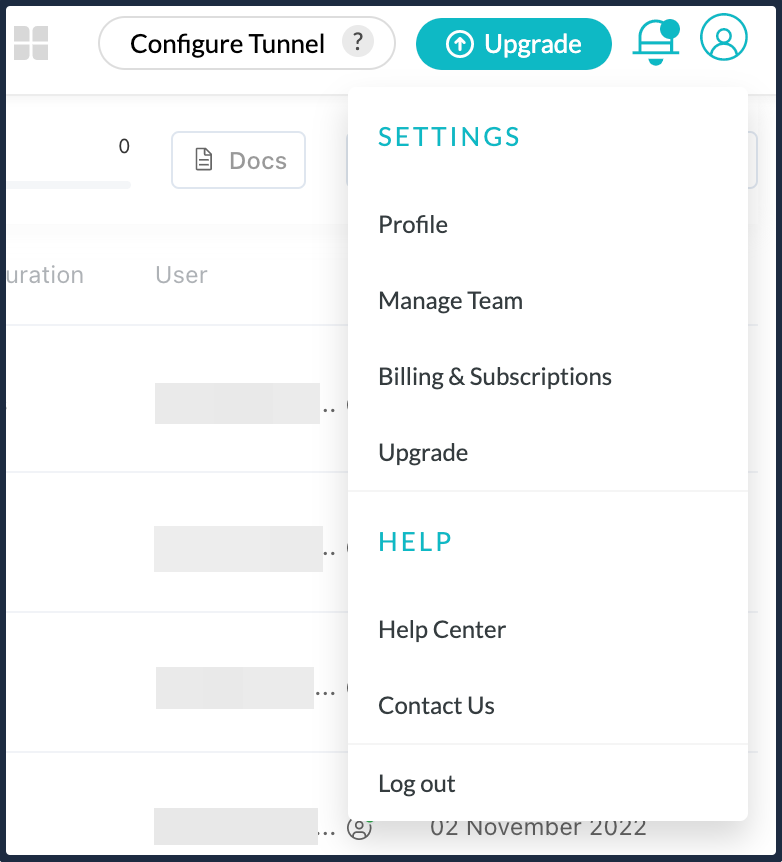 Configure Tunnel ?
Upgrade
0
Docs
SETTINGS
Profile
uration
User
Manage Team
Billing & Subscriptions
..
Upgrade
HELP
..
Help Center
...
Contact Us
Log out
...
02 November 2022